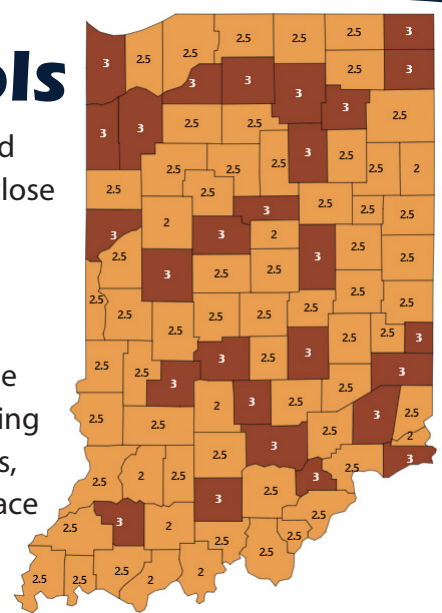 ols
d
lose
e
ing
s,
ace
3 2.5 2.5 2.5 2.5 2.5 3
3 3 3 2.5 3
3 3 2.5 2.5 3 2.5
2.5 2.5 2.5 3 2.5 2.5 2
2.5 2.5 3 2.5 2.5 2.5
3 2 3 2
2.5 3 2.5 2.5 3 2.5 2.5
2.5 2.5 2.5 2.5 2.5 2.5 2.5
2.5 2.5 2.5 3
2.5 2.5 3 3 2.5 3 2.5 3
2.5 2.5 2 3 2.5 2.5 3 2.5
2.5 3 2
2.5 2 2.5 2.5 3 2.5 3
2.5 3 2 3 2.5
2.5 2.5 2.5
2.5 2.5 2.5 2 2